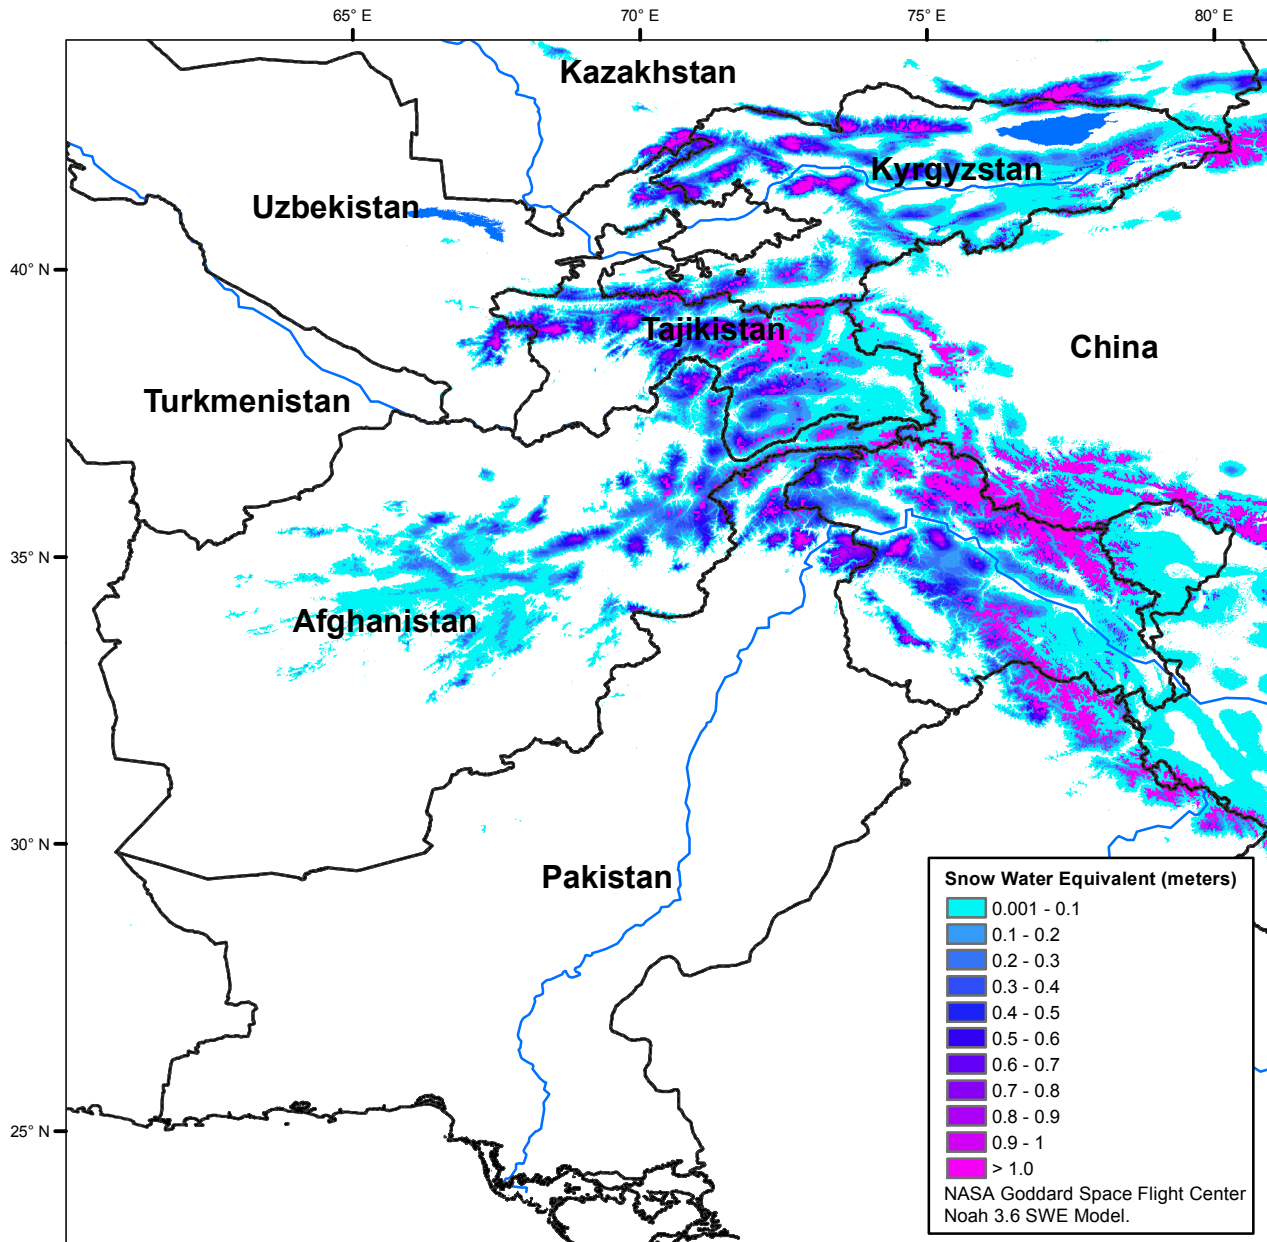 65° E
70° E
75° E
80° E
Kazakhstan
Kyrgyzstan
Uzbekistan
40° N
Tajikistan
China
Turkmenistan
35° N
Afghanistan
30° N
Pakistan
25° N
Snow Water Equivalent (meters)
0.001 - 0.1
0.1 - 0.2
0.2 - 0.3
0.3 - 0.4
0.4 - 0.5
0.5 - 0.6
0.6 - 0.7
0.7 - 0.8
0.8 - 0.9
0.9 - 1
> 1.0
NASA Goddard Space Flight Center
Noah 3.6 SWE Model.